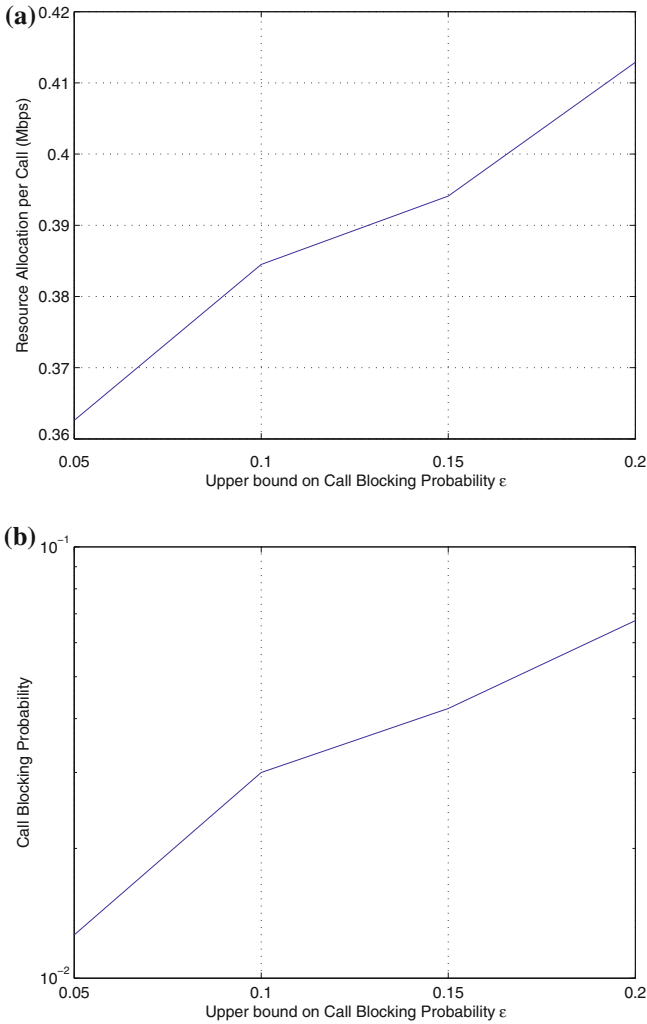 (a)
0.42
0.41
0.4
0.39
0.38
0.37
0.36
Resource Allocation per Call (Mbps)
0.05 0.1 0.15 0.2
Upper bound on Call Blocking Probability ε
(b)
10⁻¹
10⁻²
Call Blocking Probability
0.05 0.1 0.15 0.2
Upper bound on Call Blocking Probability ε